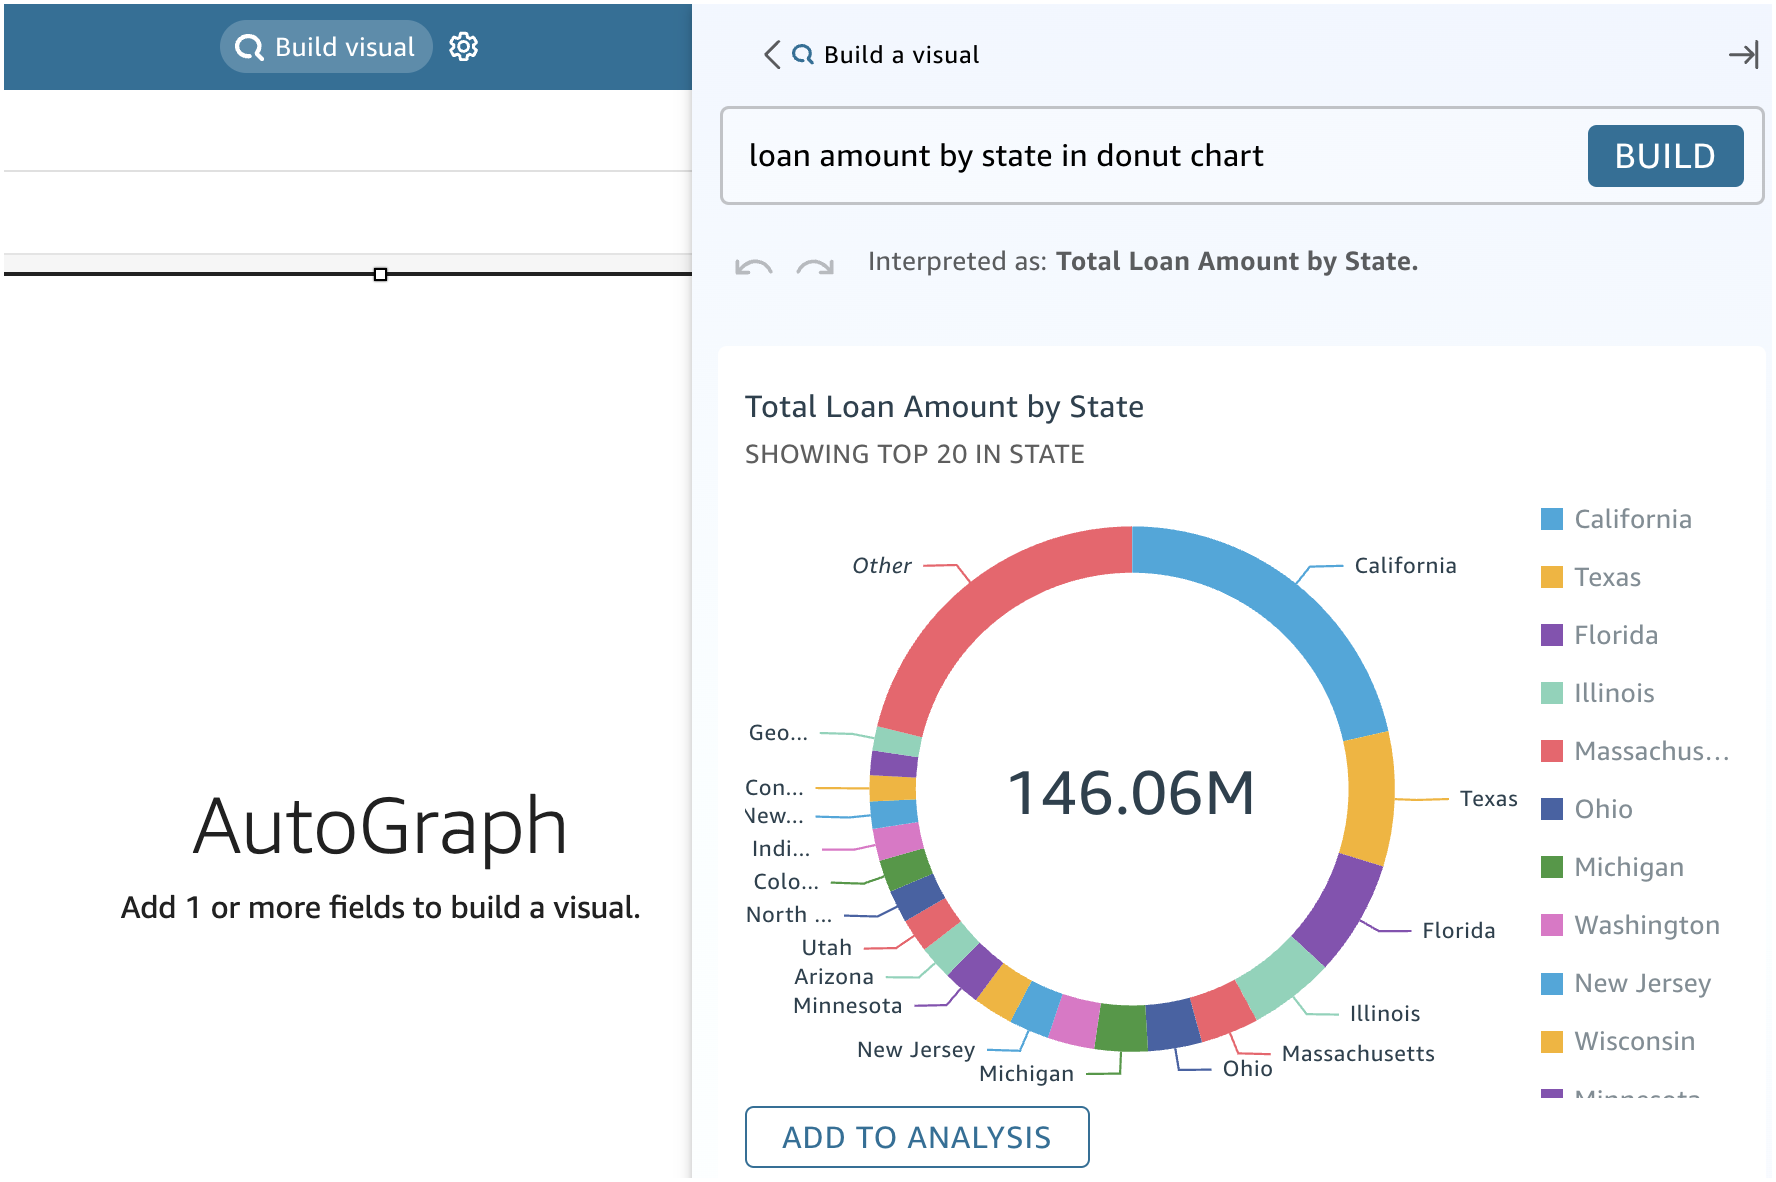 Build visual
AutoGraph
Add 1 or more fields to build a visual.
Build a visual
loan amount by state in donut chart
BUILD
Interpreted as: Total Loan Amount by State.
Total Loan Amount by State
SHOWING TOP 20 IN STATE
Other
California
Geo...
Con...
New...
Indi...
Colo...
North ...
Utah
Arizona
Minnesota
New Jersey
Michigan
Ohio
Massachusetts
Illinois
Florida
Texas
146.06M
California
Texas
Florida
Illinois
Massachus...
Ohio
Michigan
Washington
New Jersey
Wisconsin
Minnesota
ADD TO ANALYSIS